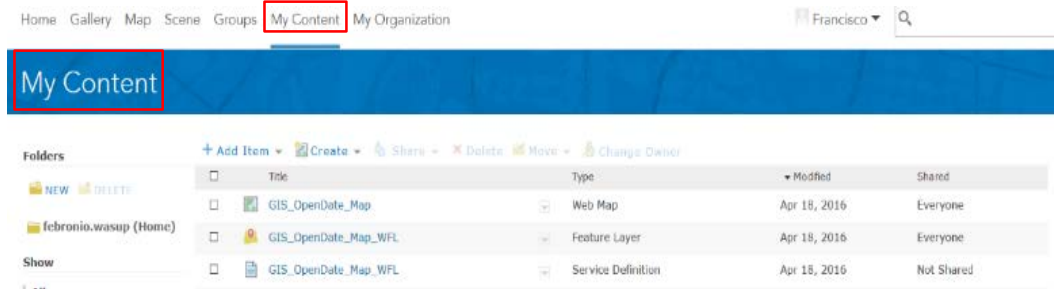 Home Gallery Map Scene Groups My Content My Organization Francisco
My Content
Folders
NEW DELETE
febronio.wasup (Home)
Show
+ Add Item Create Share Delete Move Change Owner
Title Type Modified Shared
GIS_OpenDate_Map Web Map Apr 18, 2016 Everyone
GIS_OpenDate_Map_WFL Feature Layer Apr 18, 2016 Everyone
GIS_OpenDate_Map_WFL Service Definition Apr 18, 2016 Not Shared